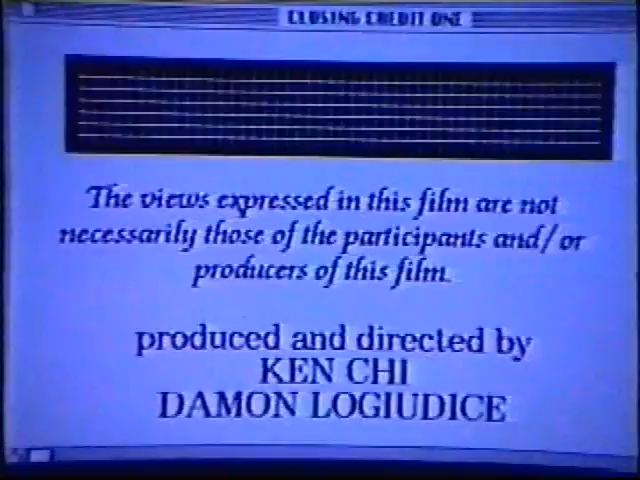 CLOSING CREDIT ONE
The views expressed in this film are not
necessarily those of the participants and/or
producers of this film.
produced and directed by
KEN CHI
DAMON LOGIUDICE